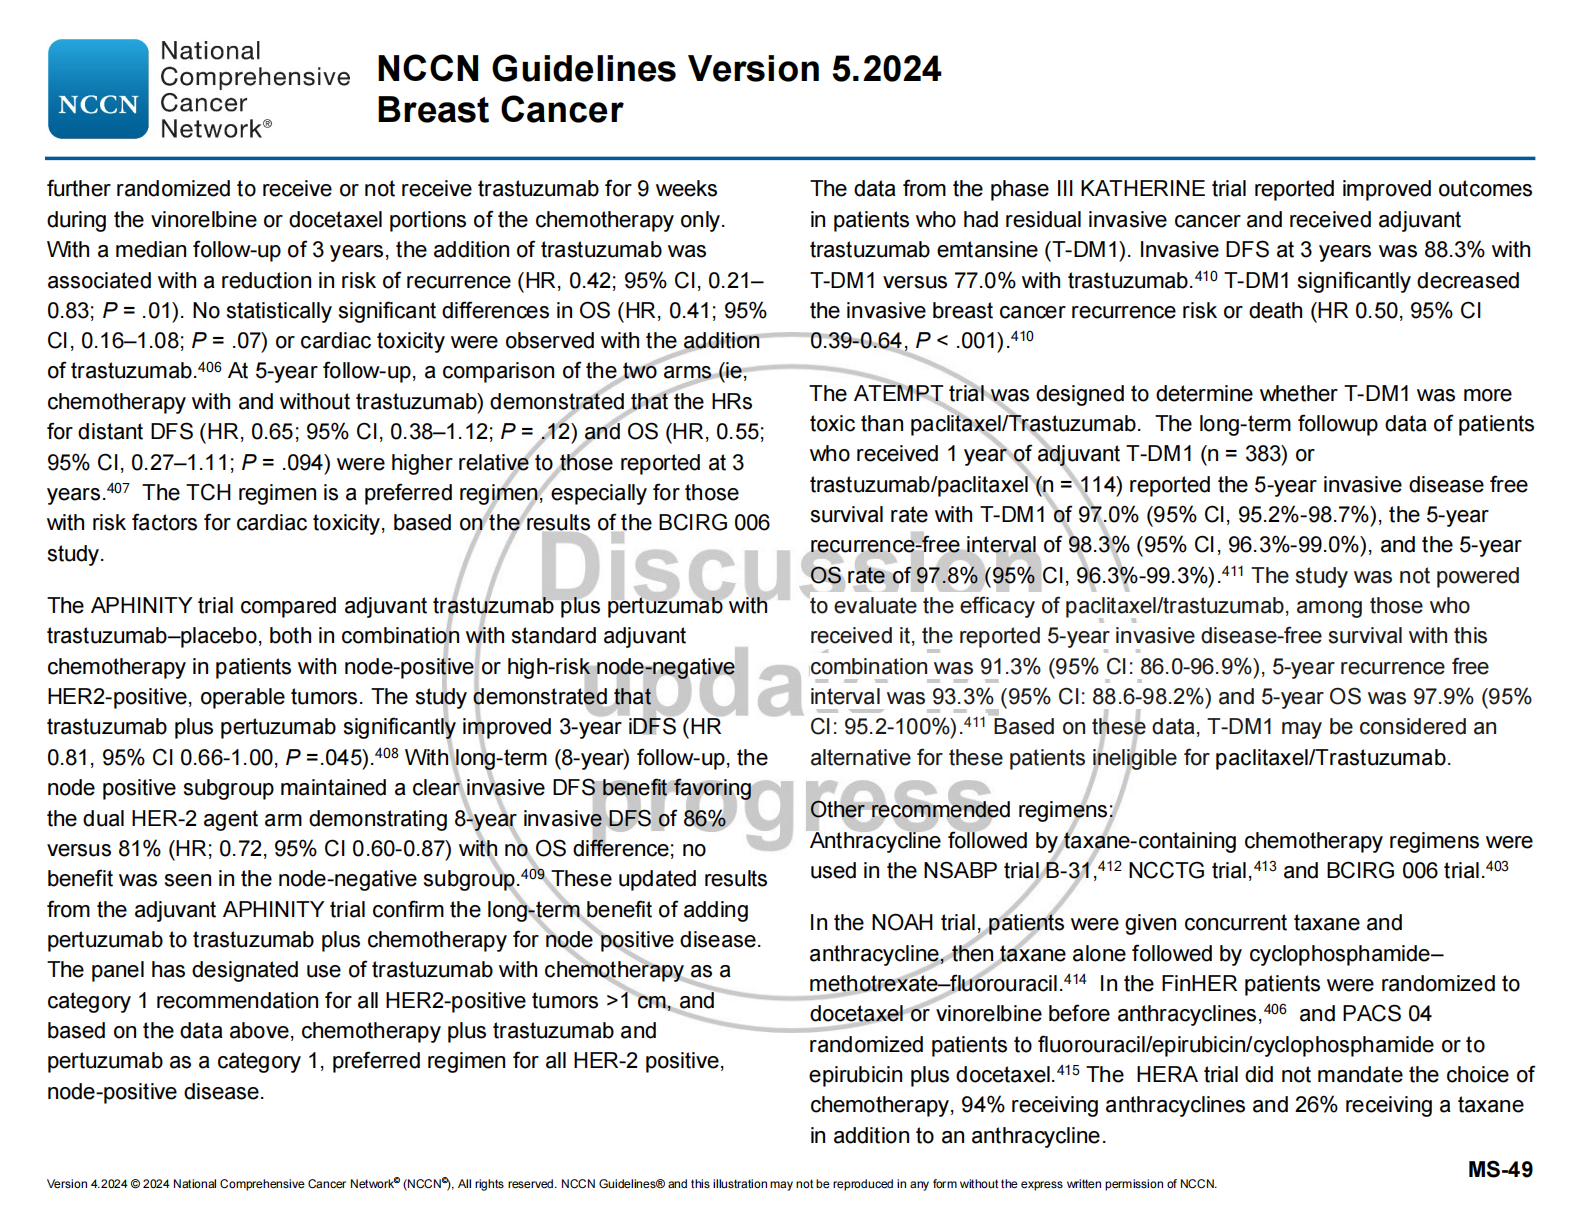 NCCN
National
Comprehensive
Cancer
Network®
NCCN Guidelines Version 5.2024
Breast Cancer
further randomized to receive or not receive trastuzumab for 9 weeks
during the vinorelbine or docetaxel portions of the chemotherapy only.
With a median follow-up of 3 years, the addition of trastuzumab was
associated with a reduction in risk of recurrence (HR, 0.42; 95% CI, 0.21–
0.83; P = .01). No statistically significant differences in OS (HR, 0.41; 95%
CI, 0.16–1.08; P = .07) or cardiac toxicity were observed with the addition
of trastuzumab.406 At 5-year follow-up, a comparison of the two arms (ie,
chemotherapy with and without trastuzumab) demonstrated that the HRs
for distant DFS (HR, 0.65; 95% CI, 0.38–1.12; P = .12) and OS (HR, 0.55;
95% CI, 0.27–1.11; P = .094) were higher relative to those reported at 3
years.407  The TCH regimen is a preferred regimen, especially for those
with risk factors for cardiac toxicity, based on the results of the BCIRG 006
study.
The APHINITY trial compared adjuvant trastuzumab plus pertuzumab with
trastuzumab–placebo, both in combination with standard adjuvant
chemotherapy in patients with node-positive or high-risk node-negative
HER2-positive, operable tumors. The study demonstrated that
trastuzumab plus pertuzumab significantly improved 3-year iDFS (HR
0.81, 95% CI 0.66-1.00, P =.045).408 With long-term (8-year) follow-up, the
node positive subgroup maintained a clear invasive DFS benefit favoring
the dual HER-2 agent arm demonstrating 8-year invasive DFS of 86%
versus 81% (HR; 0.72, 95% CI 0.60-0.87) with no OS difference; no
benefit was seen in the node-negative subgroup.409 These updated results
from the adjuvant APHINITY trial confirm the long-term benefit of adding
pertuzumab to trastuzumab plus chemotherapy for node positive disease.
The panel has designated use of trastuzumab with chemotherapy as a
category 1 recommendation for all HER2-positive tumors >1 cm, and
based on the data above, chemotherapy plus trastuzumab and
pertuzumab as a category 1, preferred regimen for all HER-2 positive,
node-positive disease.
The data from the phase III KATHERINE trial reported improved outcomes
in patients who had residual invasive cancer and received adjuvant
trastuzumab emtansine (T-DM1). Invasive DFS at 3 years was 88.3% with
T-DM1 versus 77.0% with trastuzumab.410 T-DM1 significantly decreased
the invasive breast cancer recurrence risk or death (HR 0.50, 95% CI
0.39-0.64, P < .001).410
The ATEMPT trial was designed to determine whether T-DM1 was more
toxic than paclitaxel/Trastuzumab.  The long-term followup data of patients
who received 1 year of adjuvant T-DM1 (n = 383) or
trastuzumab/paclitaxel (n = 114) reported the 5-year invasive disease free
survival rate with T-DM1 of 97.0% (95% CI, 95.2%-98.7%), the 5-year
recurrence-free interval of 98.3% (95% CI, 96.3%-99.0%), and the 5-year
OS rate of 97.8% (95% CI, 96.3%-99.3%).411 The study was not powered
to evaluate the efficacy of paclitaxel/trastuzumab, among those who
received it, the reported 5-year invasive disease-free survival with this
combination was 91.3% (95% CI: 86.0-96.9%), 5-year recurrence free
interval was 93.3% (95% CI: 88.6-98.2%) and 5-year OS was 97.9% (95%
CI: 95.2-100%).411 Based on these data, T-DM1 may be considered an
alternative for these patients ineligible for paclitaxel/Trastuzumab.
Other recommended regimens:
Anthracycline followed by taxane-containing chemotherapy regimens were
used in the NSABP trial B-31,412 NCCTG trial,413 and BCIRG 006 trial.403
In the NOAH trial, patients were given concurrent taxane and
anthracycline, then taxane alone followed by cyclophosphamide–
methotrexate–fluorouracil.414  In the FinHER patients were randomized to
docetaxel or vinorelbine before anthracyclines,406  and PACS 04
randomized patients to fluorouracil/epirubicin/cyclophosphamide or to
epirubicin plus docetaxel.415 The  HERA trial did not mandate the choice of
chemotherapy, 94% receiving anthracyclines and 26% receiving a taxane
in addition to an anthracycline.
Discussion
progress
MS-49
Version 4.2024 © 2024 National Comprehensive Cancer Network© (NCCN©), All rights reserved. NCCN Guidelines® and this illustration may not be reproduced in any form without the express written permission of NCCN.